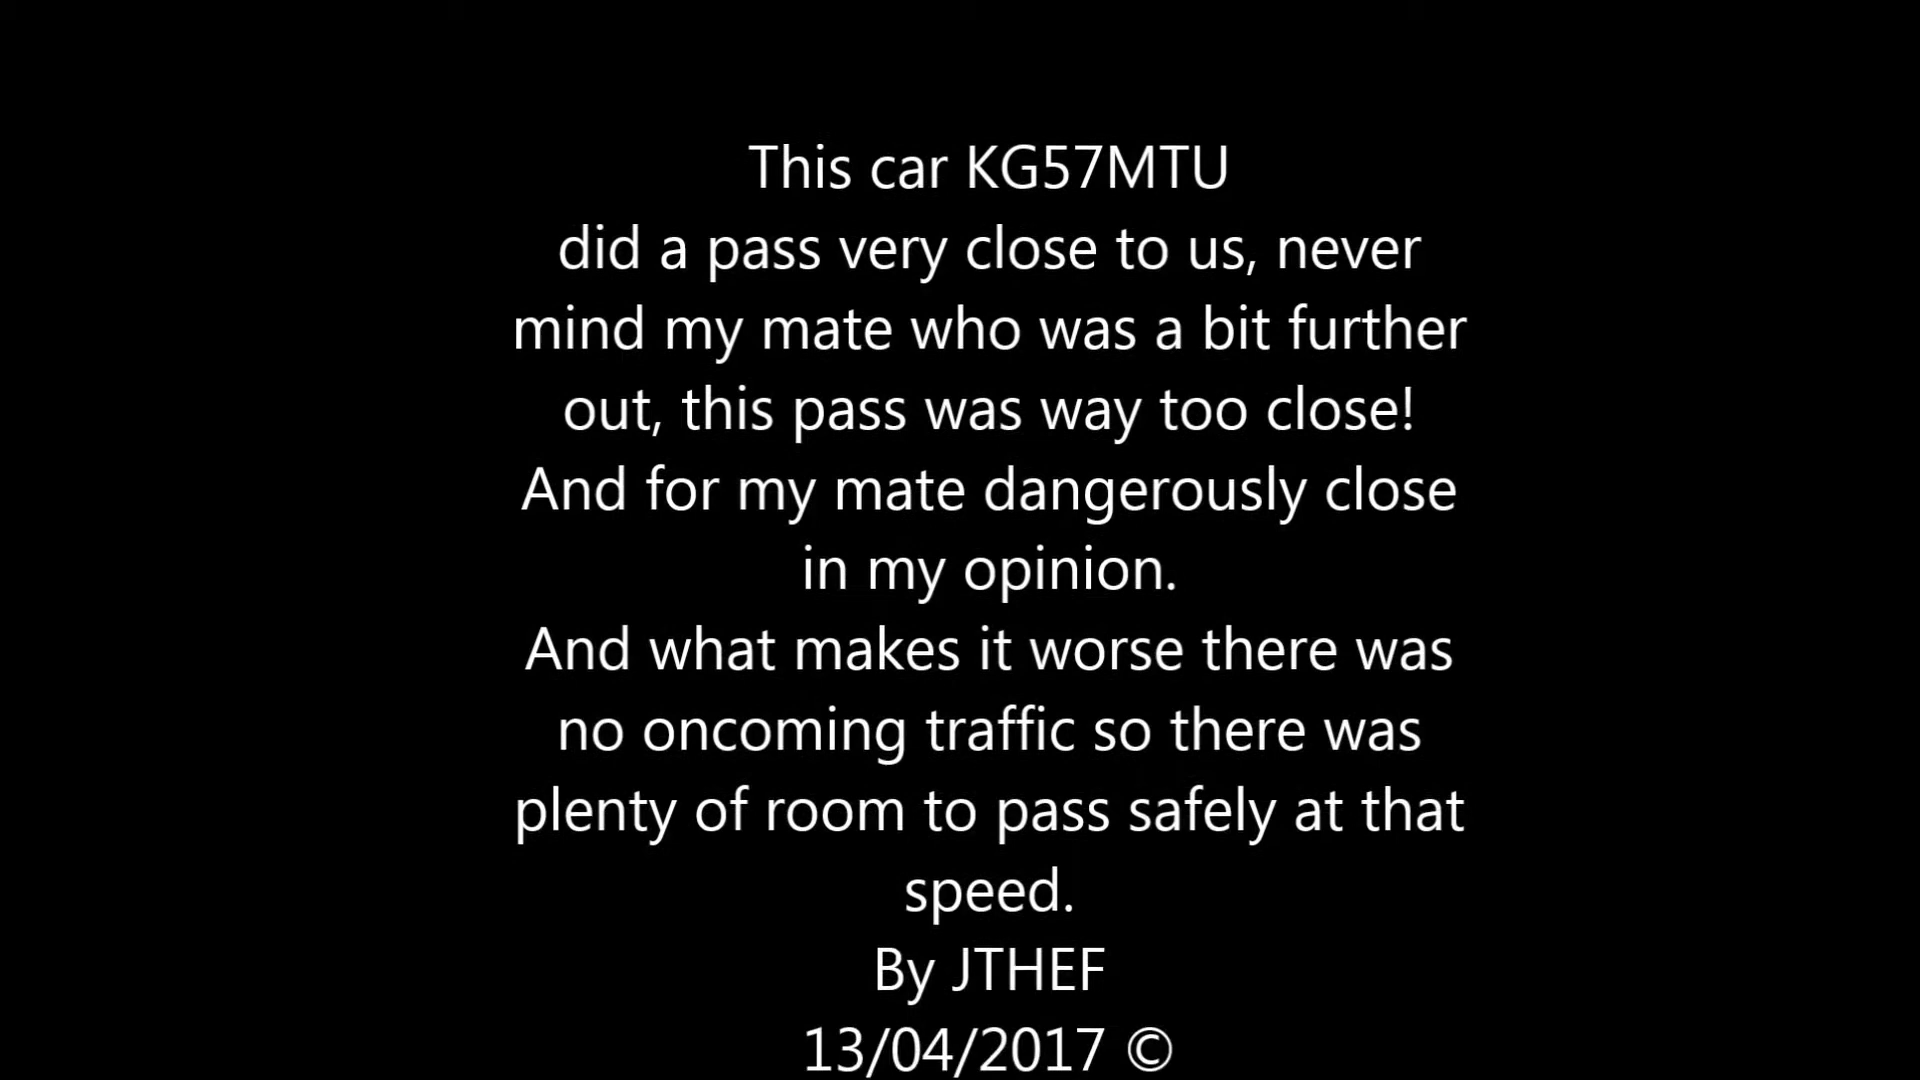 This car KG57MTU
did a pass very close to us, never
mind my mate who was a bit further
out, this pass was way too close!
And for my mate dangerously close
in my opinion.
And what makes it worse there was
no oncoming traffic so there was
plenty of room to pass safely at that
speed.
By JTHEF
13/04/2017 ©